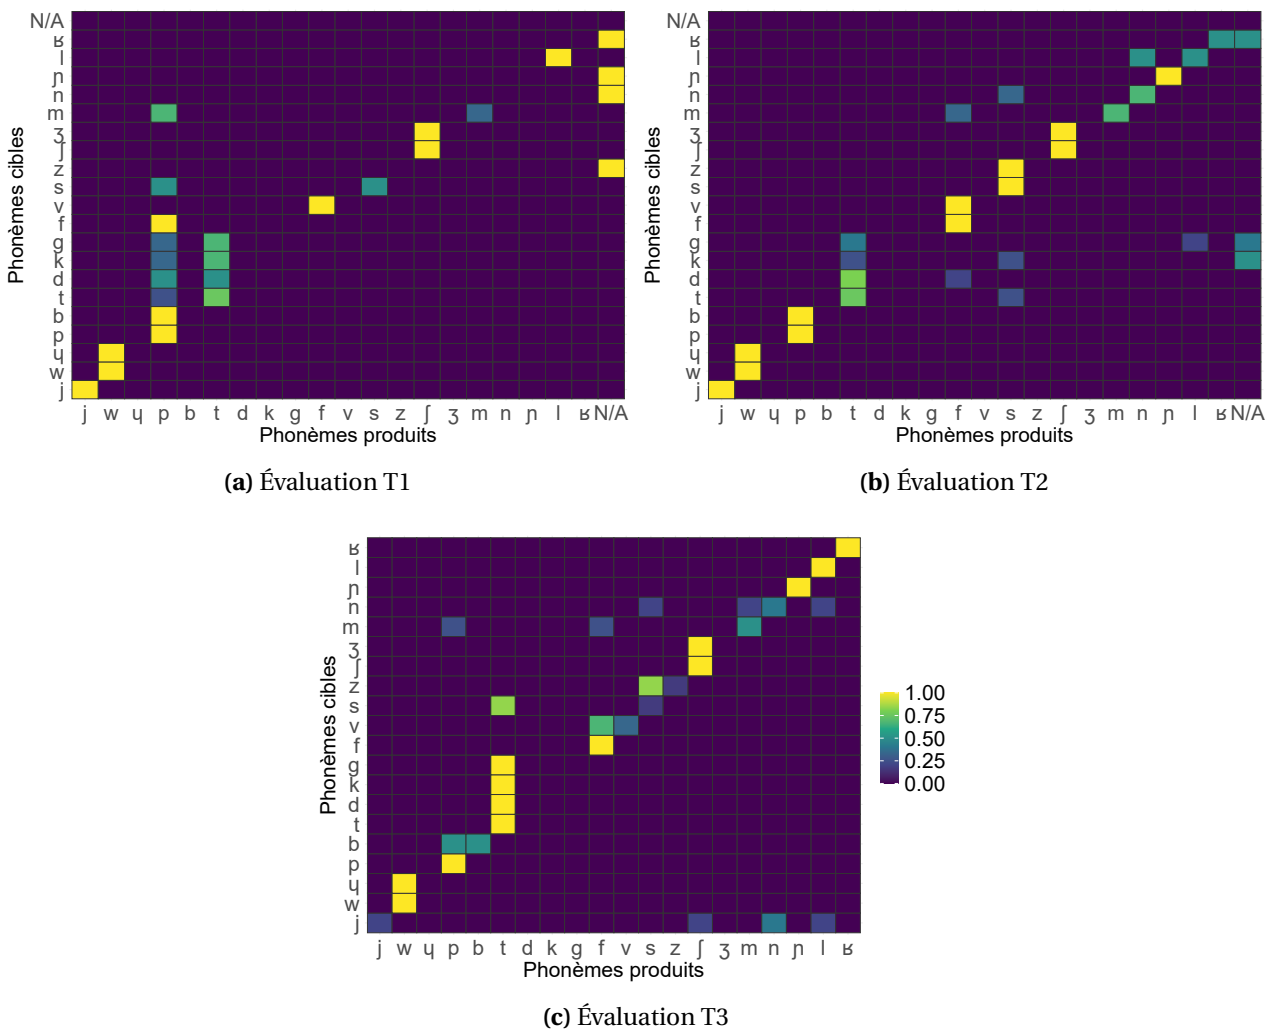 Phonèmes cibles
N/A
ʁ
l
ɲ
n
m
ʒ
ʃ
z
s
v
f
g
k
d
t
b
p
ɥ
w
j
j w ɥ p b t d k g f v s z ʃ ʒ m n ɲ l ʁ N/A
Phonèmes produits
(a) Évaluation T1
Phonèmes cibles
N/A
ʁ
l
ɲ
n
m
ʒ
ʃ
z
s
v
f
g
k
d
t
b
p
ɥ
w
j
j w ɥ p b t d k g f v s z ʃ ʒ m n ɲ l ʁ N/A
Phonèmes produits
(b) Évaluation T2
Phonèmes cibles
ʁ
l
ɲ
n
m
ʒ
ʃ
z
s
v
f
g
k
d
t
b
p
ɥ
w
j
j w ɥ p b t d k g f v s z ʃ ʒ m n ɲ l ʁ
Phonèmes produits
1.00
0.75
0.50
0.25
0.00
(c) Évaluation T3